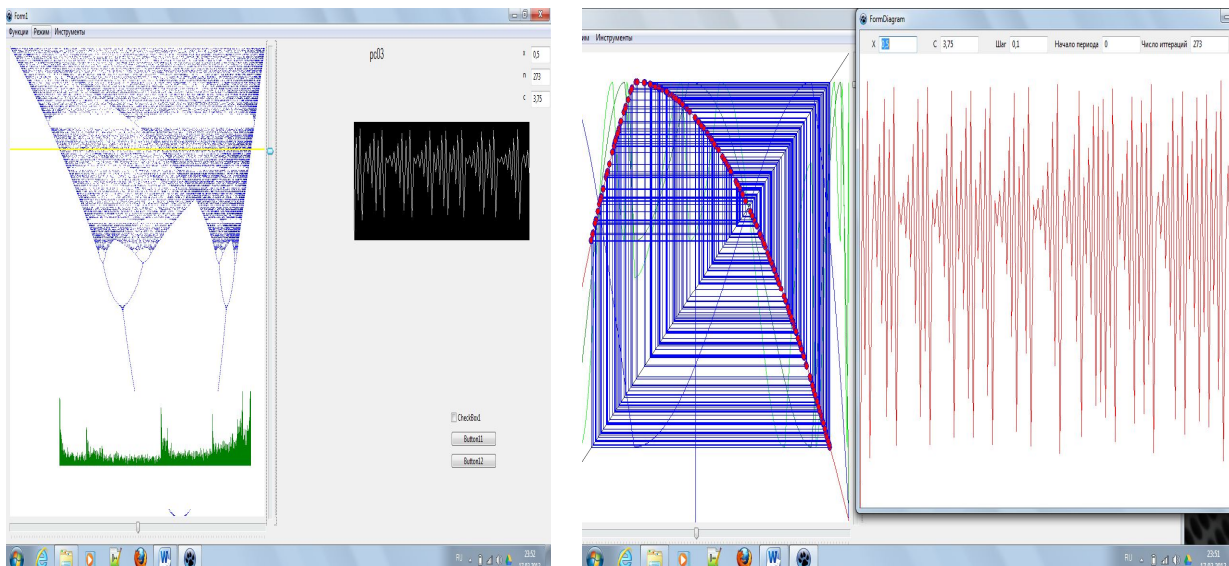 Form1
Функции Режим Инструменты
рс03
x 0,5
n 273
c 3,75
CheckBox1
Button11
Button12
RU
23:52
Инструменты
FormDiagram
X 0,5 C 3,75 Шаг 0,1 Начало периода 0 Число иттераций 273
RU
23:51